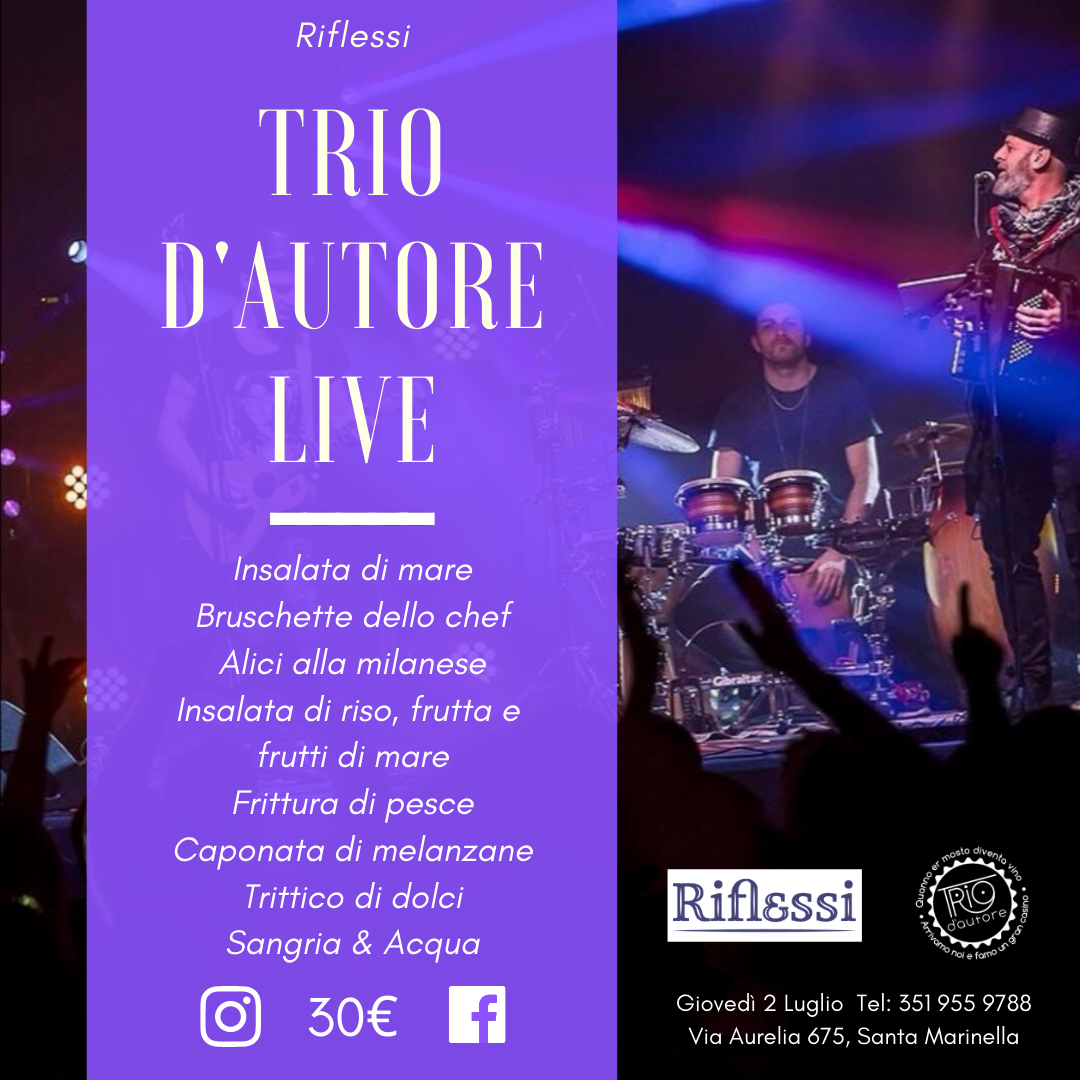 Riflessi
TRIO
D'AUTORE
LIVE
Insalata di mare
Bruschette dello chef
Alici alla milanese
Insalata di riso, frutta e
frutti di mare
Frittura di pesce
Caponata di melanzane
Trittico di dolci
Sangria & Acqua
30€
Gibraltar
Riflessi
Quanno er mosto diventa vino
TRIO
d'autore
Arrivamo noi e famo un gran casino
Giovedì 2 Luglio Tel: 351 955 9788
Via Aurelia 675, Santa Marinella